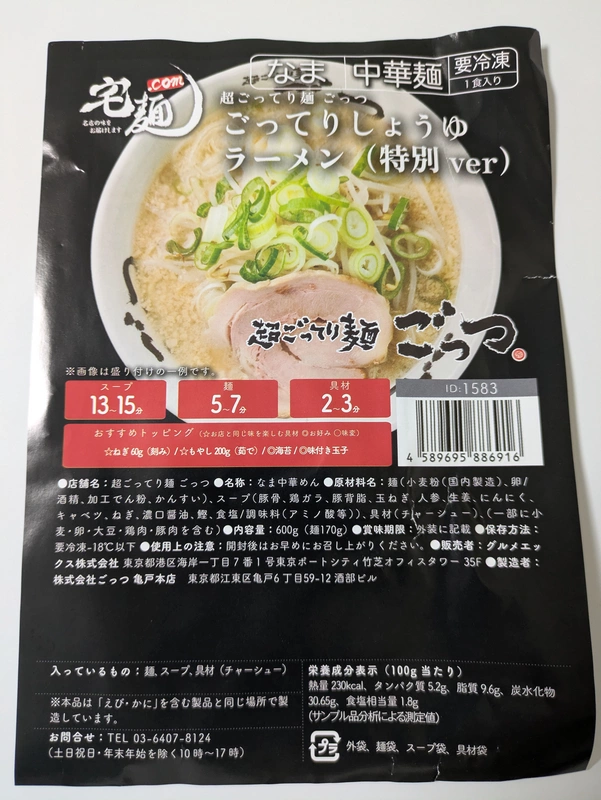 宅麺.com
名店の味を
お届けします
なま 中華麺 要冷凍
1食入り
超ごってり麺 ごっつ
ごってりしょうゆ
ラーメン（特別 ver）
超ごってり麺 ごっつ
※画像は盛り付けの一例です。
スープ 13~15分
麺 5~7分
具材 2~3分
おすすめトッピング（☆お店と同じ味を楽しむ具材 ◎お好み 〇味変）
☆ねぎ 60g（刻み）/☆もやし 200g（茹で）/◎海苔/◎味付き玉子
ID:1583
4 589695 886916
●店舗名：超ごってり麺 ごっつ ●名称：なま中華めん ●原材料名：麺（小麦粉（国内製造）、卵/
酒精、加工でん粉、かんすい）、スープ（豚骨、鶏ガラ、豚背脂、玉ねぎ、人参、生姜、にんにく、
キャベツ、ねぎ、濃口醤油、鰹、食塩/調味料（アミノ酸等））、具材（チャーシュー）、（一部に小
麦・卵・大豆・鶏肉・豚肉を含む）●内容量：600g（麺170g）●賞味期限：外装に記載 ●保存方法：
要冷凍-18℃以下 ●使用上の注意：開封後はお早めにお召し上がりください。●販売者：グルメエッ
クス株式会社 東京都港区海岸一丁目7番1号東京ポートシティ竹芝オフィスタワー 35F ●製造者：
株式会社ごっつ 亀戸本店 東京都江東区亀戸6丁目59-12 酒部ビル
入っているもの：麺、スープ、具材（チャーシュー）
※本品は「えび・かに」を含む製品と同じ場所で製
造しています。
お問合せ：TEL 03-6407-8124
（土日祝日・年末年始を除く10時～17時）
栄養成分表示（100g 当たり）
熱量 230kcal、タンパク質 5.2g、脂質 9.6g、炭水化物
30.65g、食塩相当量 1.8g
(サンプル品分析による測定値)
プラ 外袋、麺袋、スープ袋、具材袋